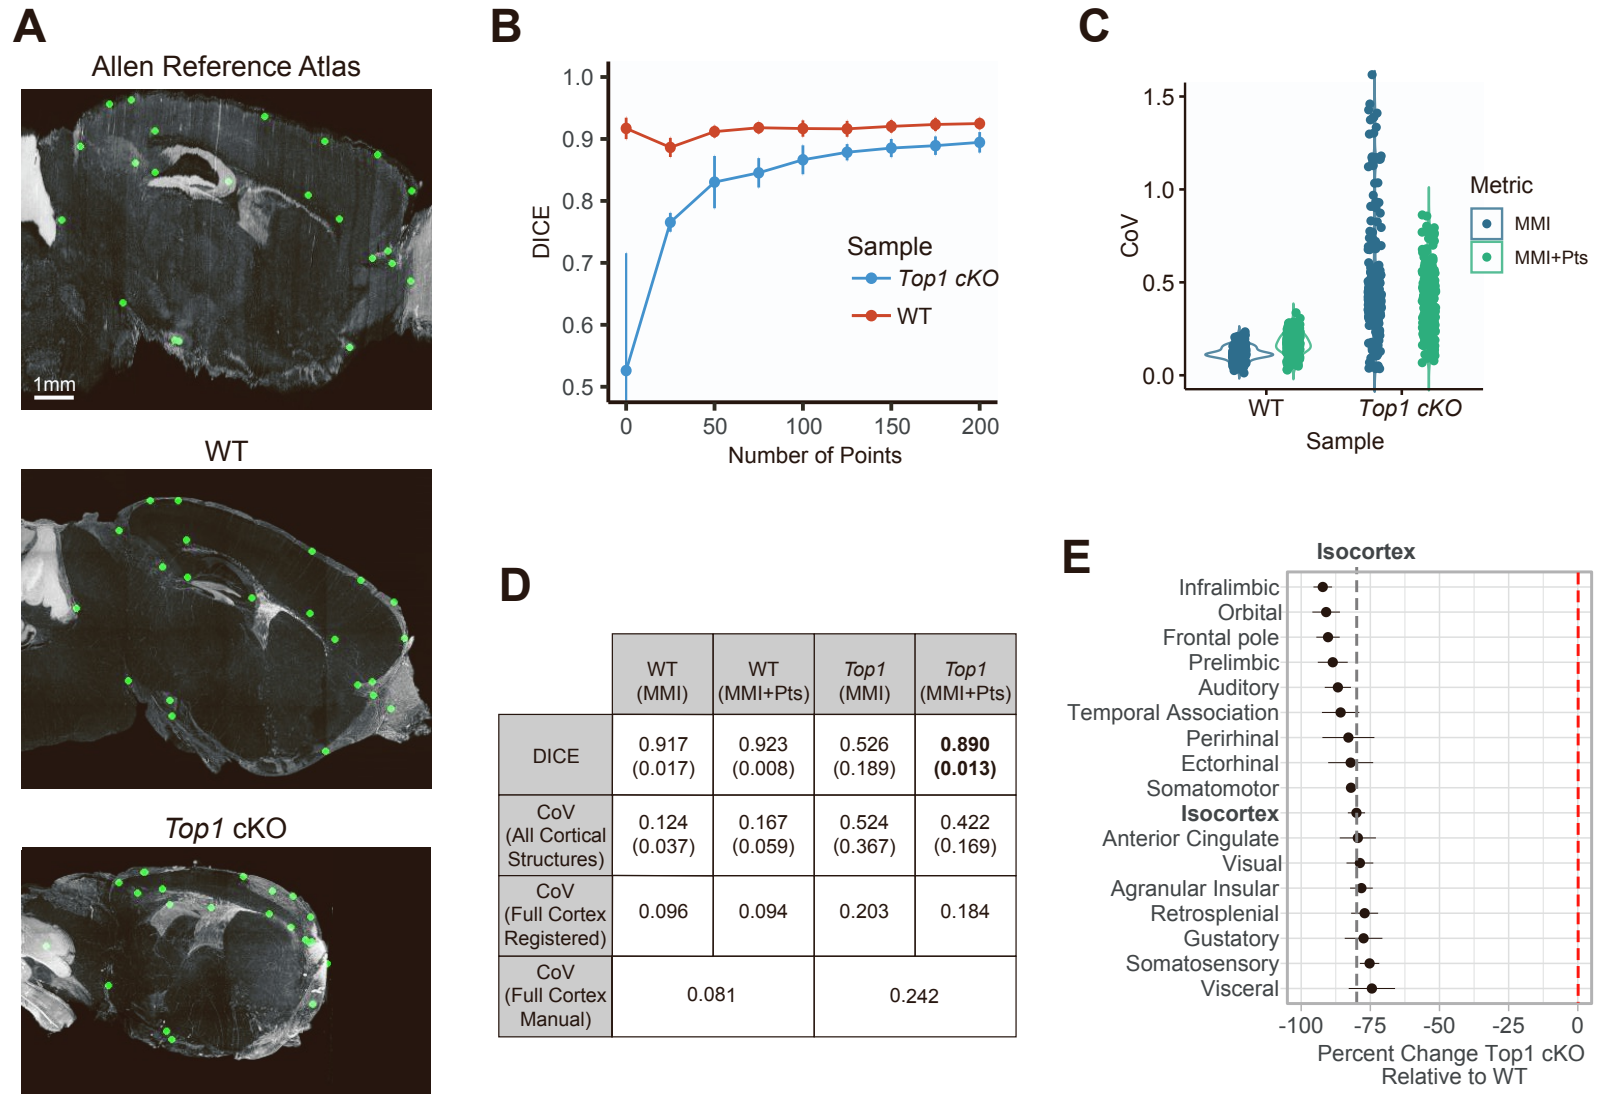 A
Allen Reference Atlas
1mm
WT
Top1 cKO
B
1.0
0.9
0.8
0.7
0.6
0.5
DICE
0 50 100 150 200
Number of Points
Sample
Top1 cKO
WT
C
1.5
1.0
0.5
0.0
CoV
WT Top1 cKO
Sample
Metric
MMI
MMI+Pts
D
WT
(MMI)
WT
(MMI+Pts)
Top1
(MMI)
Top1
(MMI+Pts)
DICE
0.917
(0.017)
0.923
(0.008)
0.526
(0.189)
0.890
(0.013)
CoV
(All Cortical
Structures)
0.124
(0.037)
0.167
(0.059)
0.524
(0.367)
0.422
(0.169)
CoV
(Full Cortex
Registered)
0.096
0.094
0.203
0.184
CoV
(Full Cortex
Manual)
0.081
0.242
E
Isocortex
Infralimbic
Orbital
Frontal pole
Prelimbic
Auditory
Temporal Association
Perirhinal
Ectorhinal
Somatomotor
Isocortex
Anterior Cingulate
Visual
Agranular Insular
Retrosplenial
Gustatory
Somatosensory
Visceral
-100 -75 -50 -25 0
Percent Change Top1 cKO
Relative to WT